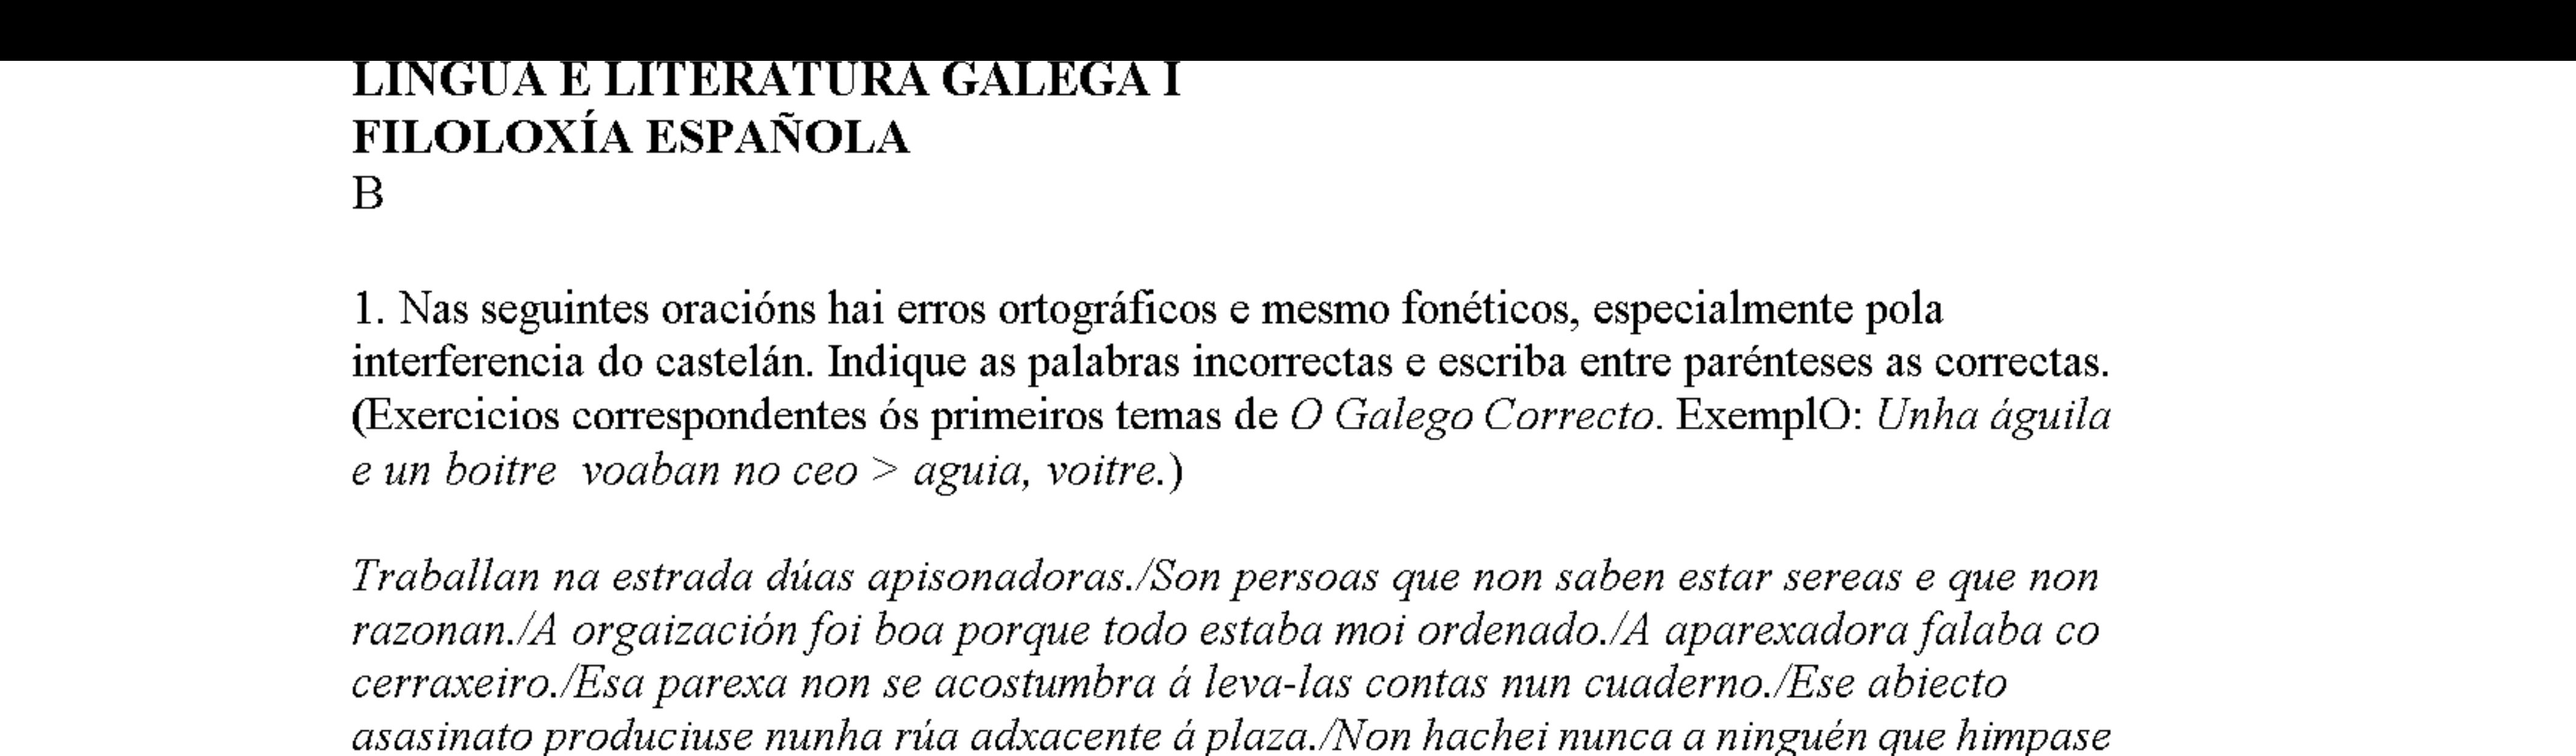 LINGUA E LITERATURA GALEGA I
FILOLOXÍA ESPAÑOLA
B
1. Nas seguintes oracións hai erros ortográficos e mesmo fonéticos, especialmente pola
interferencia do castelán. Indique as palabras incorrectas e escriba entre parénteses as correctas.
(Exercicios correspondentes ós primeiros temas de O Galego Correcto. ExemplO: Unha águila
e un boitre voaban no ceo > aguia, voitre.)
Traballan na estrada dúas apisonadoras./Son persoas que non saben estar sereas e que non
razonan./A orgaización foi boa porque todo estaba moi ordenado./A aparexadora falaba co
cerraxeiro./Esa parexa non se acostumbra á leva-las contas nun cuaderno./Ese abiecto
asasinato produciuse nunha rúa adxacente á plaza./Non hachei nunca a ninguén que himpase